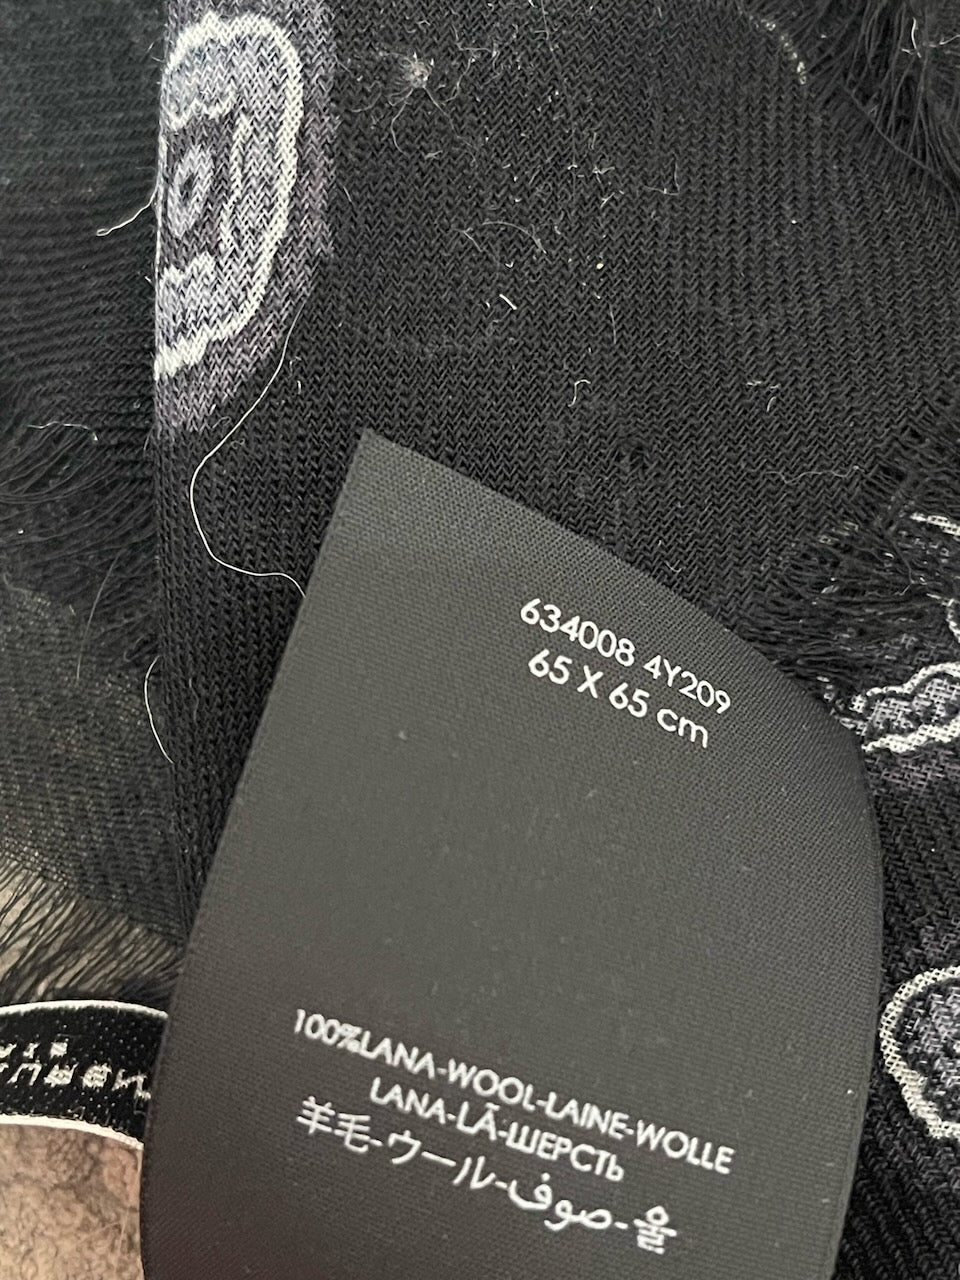 634008 4Y209
65 X 65 cm
100%LANA-WOOL-LAINE-WOLLE
LANA-LÃ-ШЕРСТЬ
羊毛-ウール-صوف-울